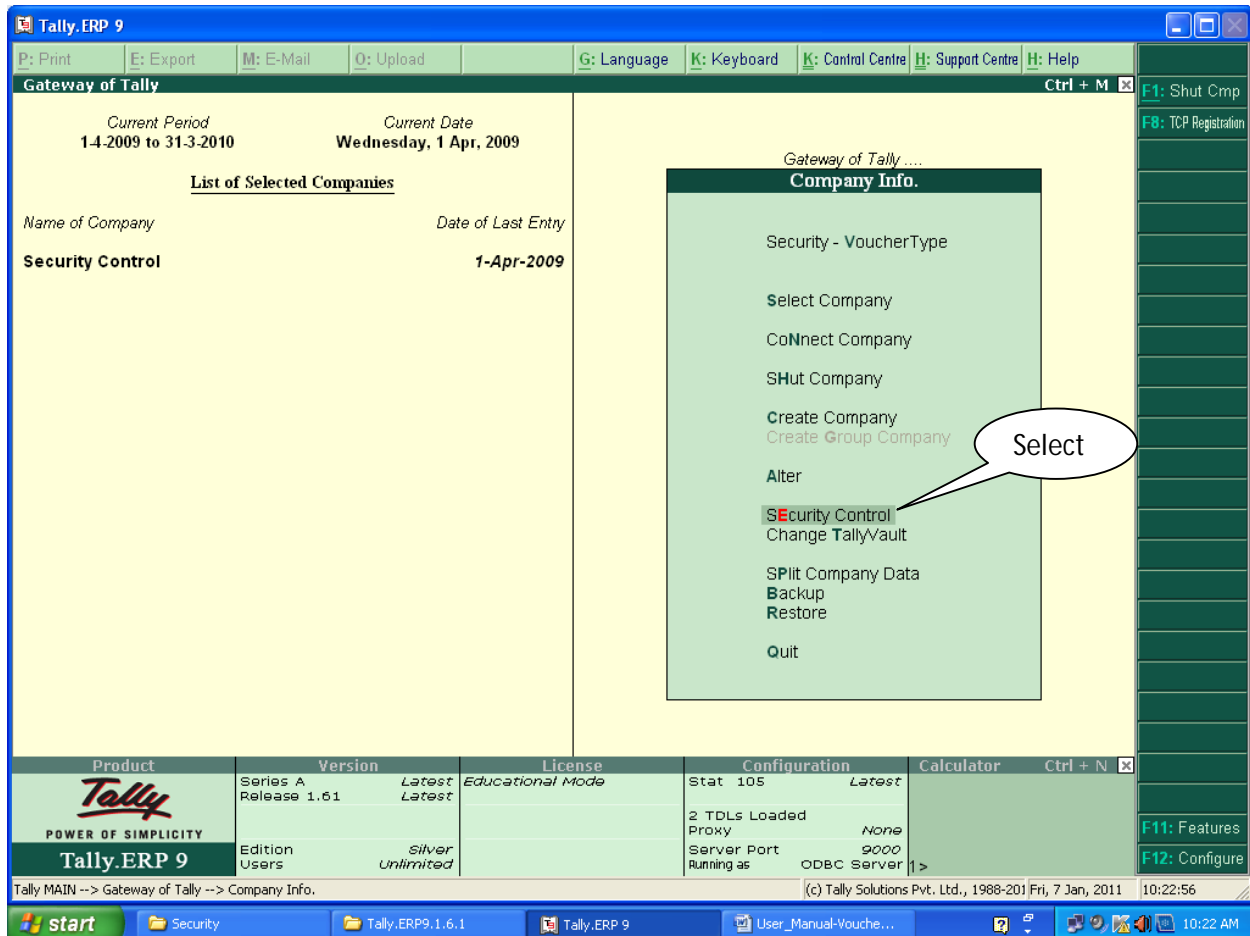 Tally.ERP 9
P: Print E: Export M: E-Mail O: Upload G: Language K: Keyboard K: Control Centre H: Support Centre H: Help
Gateway of Tally Ctrl + M
F1: Shut Cmp
F8: TCP Registration
Current Period Current Date
1-4-2009 to 31-3-2010 Wednesday, 1 Apr, 2009
List of Selected Companies
Name of Company Date of Last Entry
Security Control 1-Apr-2009
Gateway of Tally ....
Company Info.
Security - VoucherType
Select Company
CoNnect Company
SHut Company
Create Company
Create Group Company
Alter
SEcurity Control
Change TallyVault
SPlit Company Data
Backup
Restore
Quit
Select
Product Version License Configuration Calculator Ctrl + N
Tally
POWER OF SIMPLICITY
Tally.ERP 9
Series A Latest
Release 1.61 Latest
Edition Silver
Users Unlimited
Educational Mode
Stat 105 Latest
2 TDLs Loaded
Proxy None
Server Port 9000
Running as ODBC Server
1>
F11: Features
F12: Configure
Tally MAIN --> Gateway of Tally --> Company Info. (c) Tally Solutions Pvt. Ltd., 1988-201 Fri, 7 Jan, 2011 10:22:56
start Security Tally.ERP9.1.6.1 Tally.ERP 9 User_Manual-Vouche... 10:22 AM